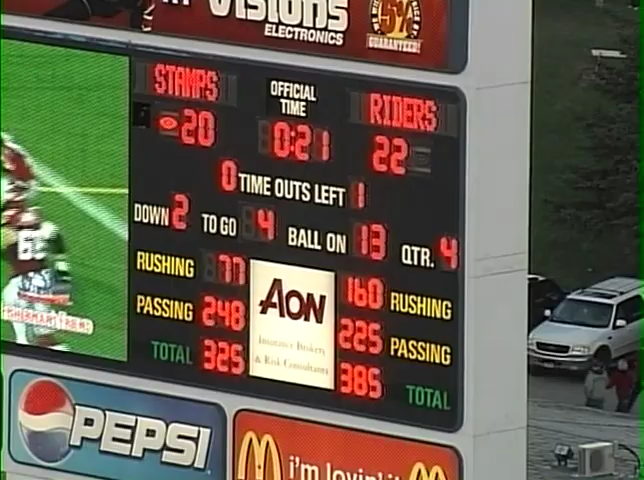 Visions
ELECTRONICS
GUARANTEED!
STAMPS
OFFICIAL
TIME
RIDERS
20
0:21
22
0 TIME OUTS LEFT 1
DOWN 2 TO GO 4 BALL ON 13 QTR. 4
RUSHING 77 160 RUSHING
PASSING 248 225 PASSING
TOTAL 325 385 TOTAL
AON
Insurance Brokers
& Risk Consultants
PEPSI
i'm lovin' it